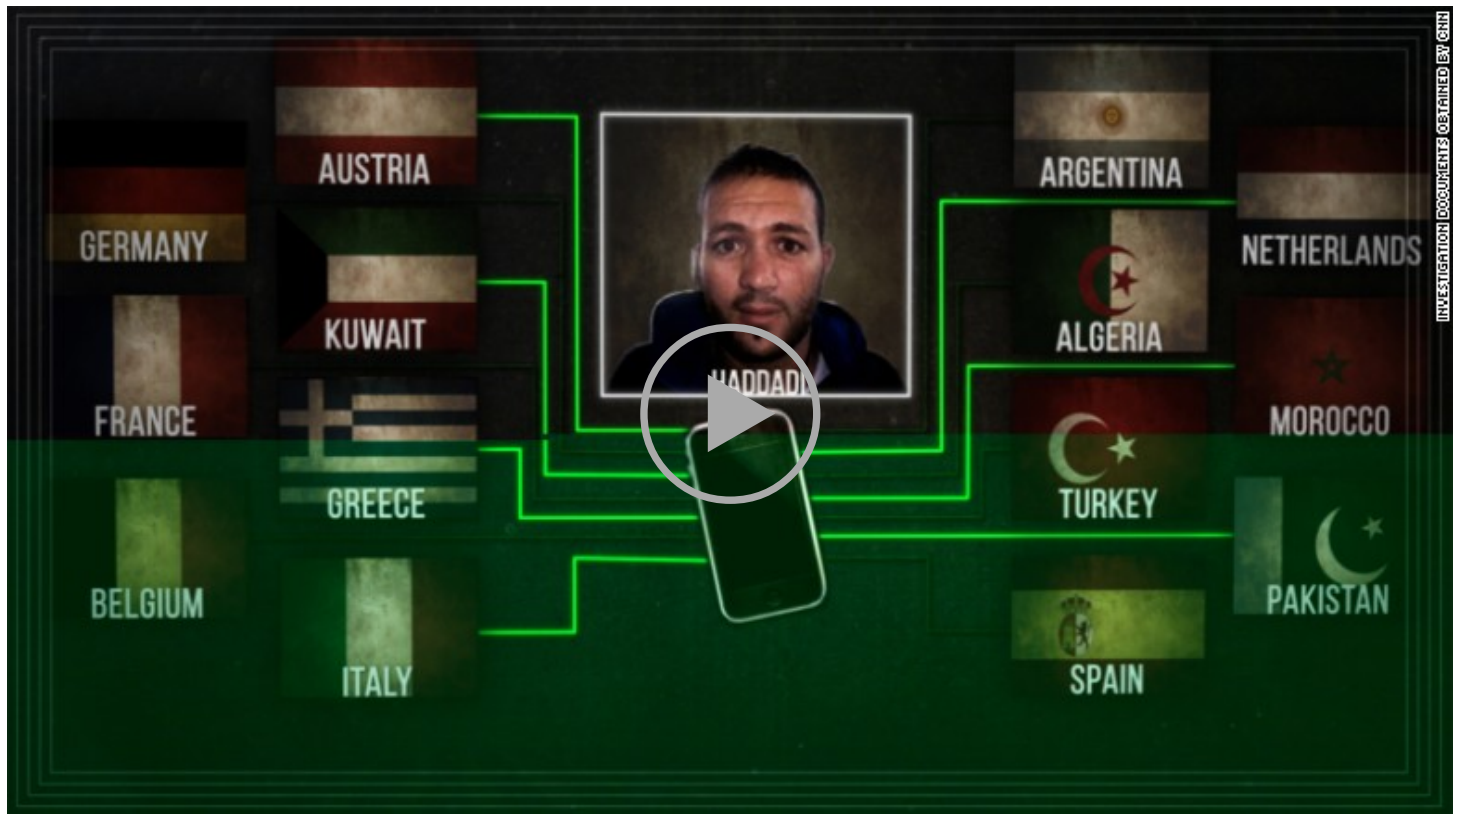 INVESTIGATION DOCUMENTS OBTAINED BY CNN
AUSTRIA
ARGENTINA
GERMANY
NETHERLANDS
KUWAIT
ALGERIA
HADDADI
FRANCE
MOROCCO
GREECE
TURKEY
BELGIUM
PAKISTAN
ITALY
SPAIN